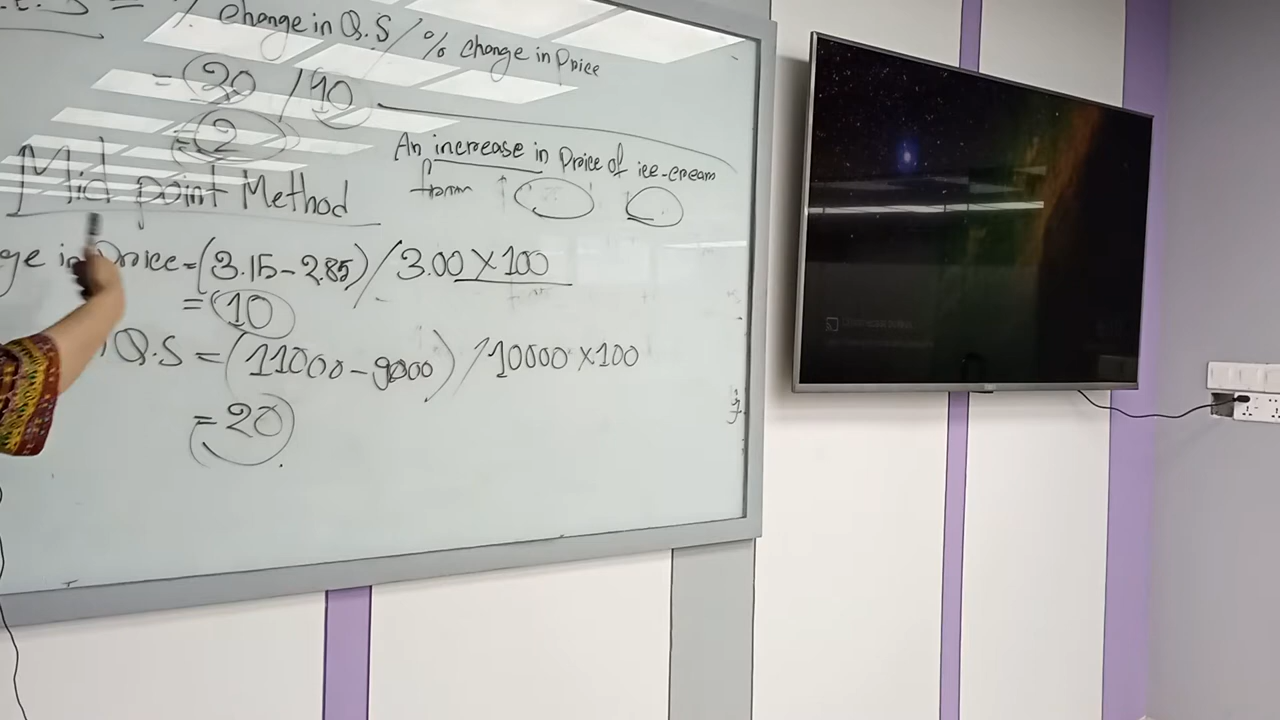 % change in Q.S / % change in Price
= 20 / 10
= 2
An increase in Price of ice-cream
from
Mid point Method
ge in Price = (3.15 - 2.85) / 3.00 × 100
= 10
Q.S = (11000 - 9000) / 10000 × 100
= 20